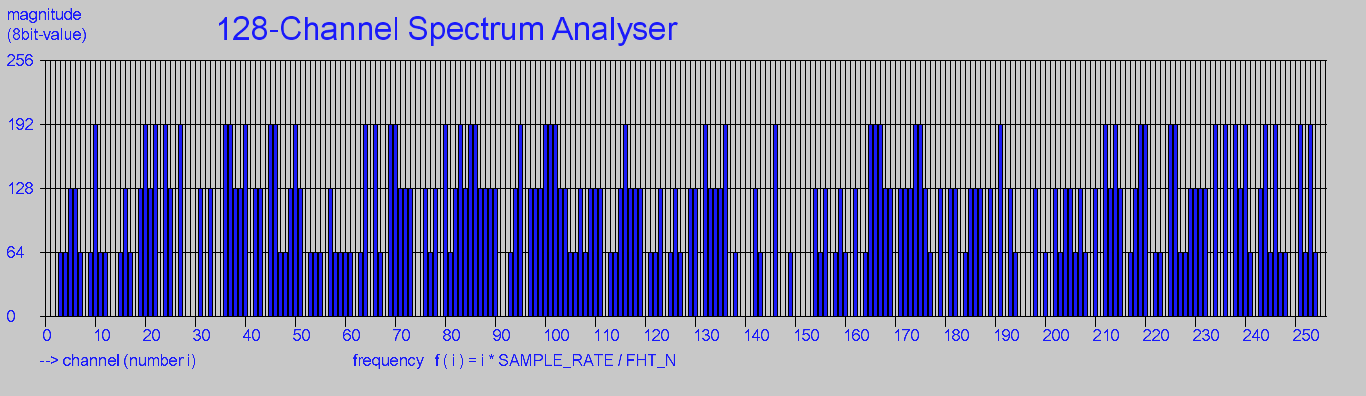 magnitude
(8bit-value)
128-Channel Spectrum Analyser
256
192
128
64
0
0 10 20 30 40 50 60 70 80 90 100 110 120 130 140 150 160 170 180 190 200 210 220 230 240 250
--> channel (number i) frequency f ( i ) = i * SAMPLE_RATE / FHT_N